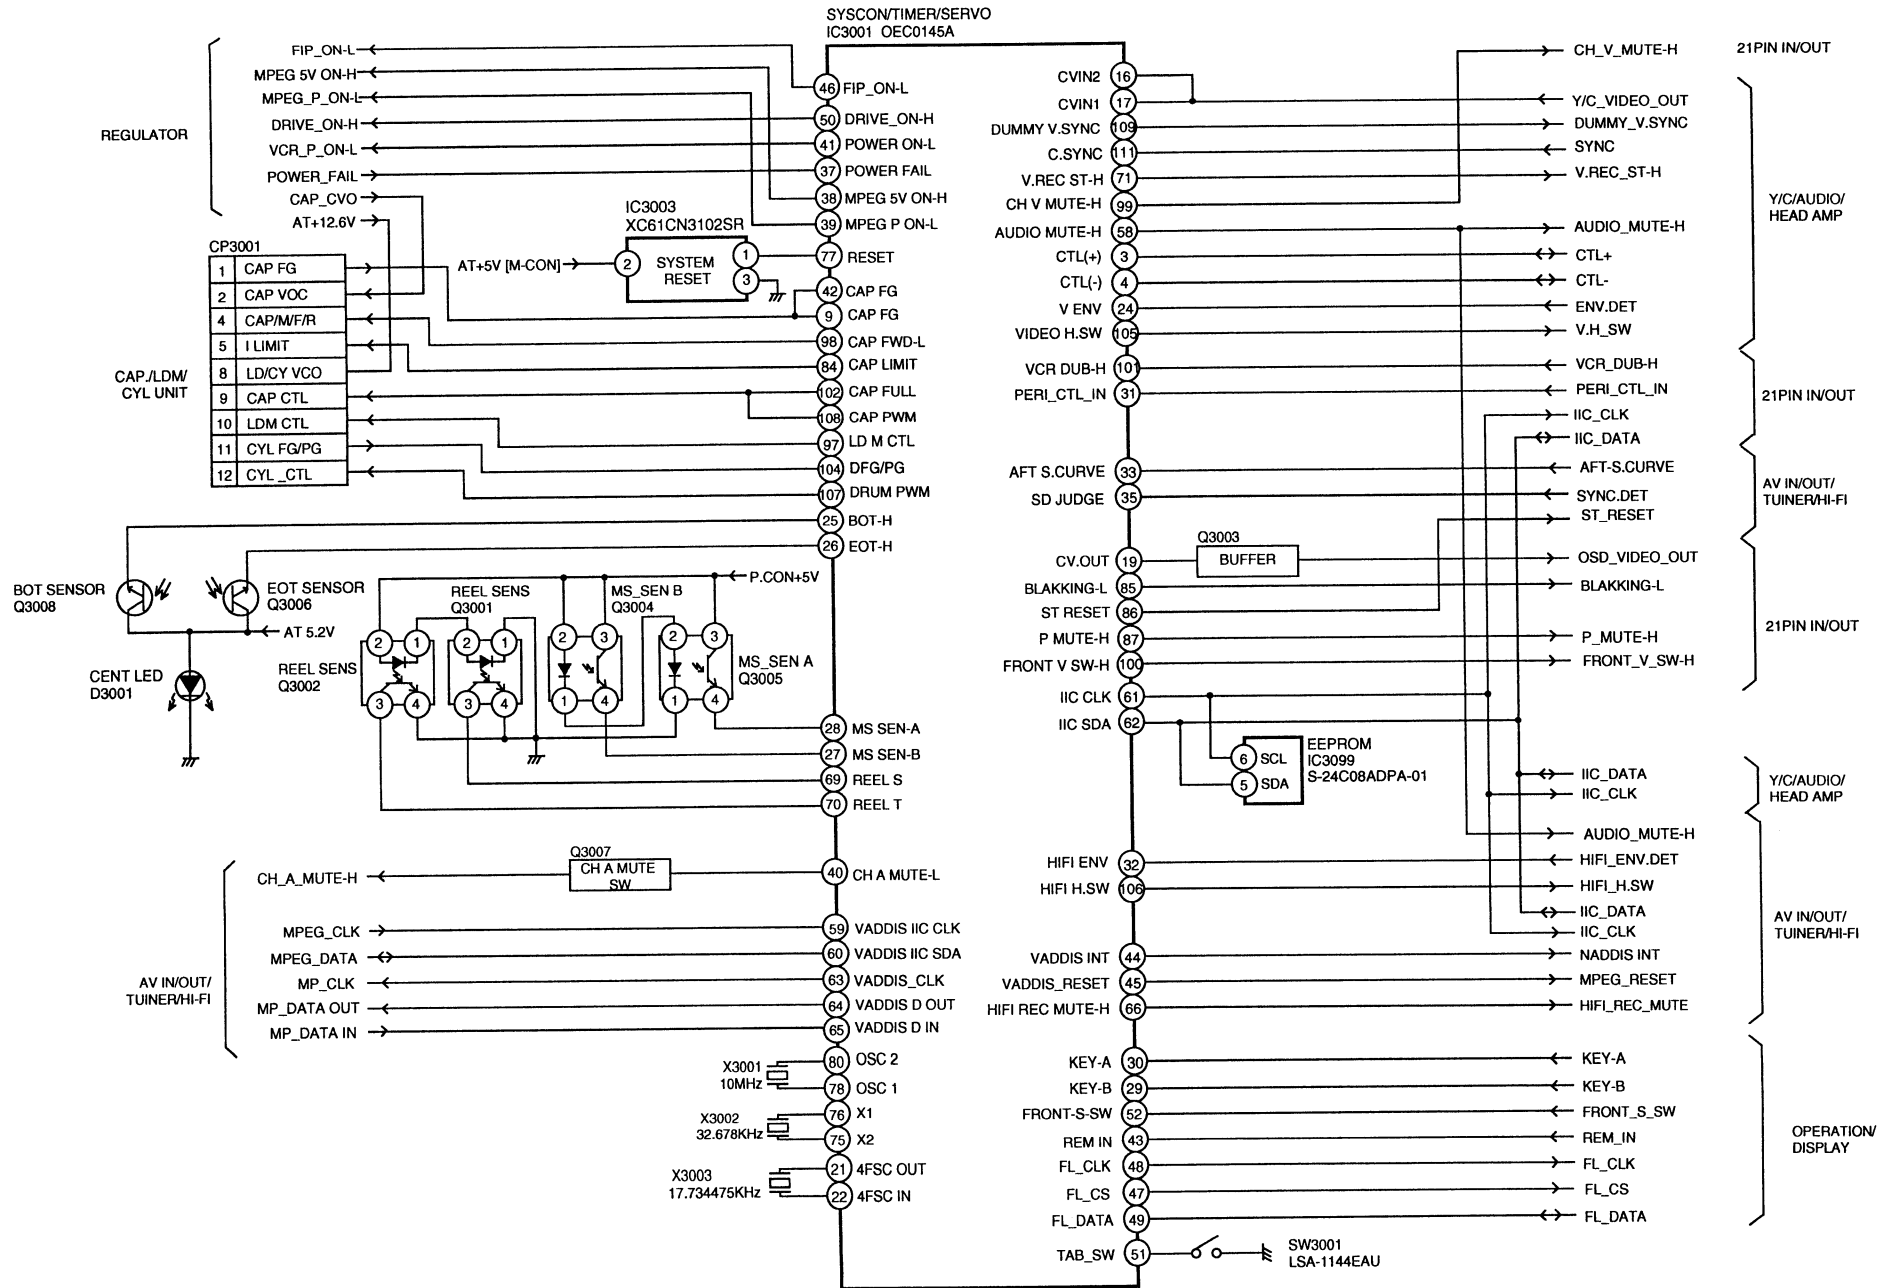 SYSCON/TIMER/SERVO
IC3001 OEC0145A
REGULATOR
FIP_ON-L
MPEG 5V ON-H
MPEG_P_ON-L
DRIVE_ON-H
VCR_P_ON-L
POWER_FAIL
CAP_CVO
AT+12.6V
46 FIP_ON-L
50 DRIVE_ON-H
41 POWER ON-L
37 POWER FAIL
38 MPEG 5V ON-H
39 MPEG P ON-L
77 RESET
42 CAP FG
9 CAP FG
98 CAP FWD-L
84 CAP LIMIT
102 CAP FULL
108 CAP PWM
97 LD M CTL
104 DFG/PG
107 DRUM PWM
25 BOT-H
26 EOT-H
IC3003
XC61CN3102SR
AT+5V [M-CON]
2 SYSTEM RESET 1 3
CP3001
1 CAP FG
2 CAP VOC
4 CAP/M/F/R
5 I LIMIT
8 LD/CY VCO
9 CAP CTL
10 LDM CTL
11 CYL FG/PG
12 CYL _CTL
CAP./LDM/
CYL UNIT
BOT SENSOR
Q3008
EOT SENSOR
Q3006
AT 5.2V
CENT LED
D3001
P.CON+5V
REEL SENS
Q3001
MS_SEN B
Q3004
REEL SENS
Q3002
MS_SEN A
Q3005
2 1 2 1 2 3 2 3
3 4 3 4 1 4 1 4
28 MS SEN-A
27 MS SEN-B
69 REEL S
70 REEL T
Q3007
CH A MUTE
SW
CH_A_MUTE-H
40 CH A MUTE-L
MPEG_CLK
MPEG_DATA
MP_CLK
MP_DATA OUT
MP_DATA IN
AV IN/OUT/
TUINER/HI-FI
59 VADDIS IIC CLK
60 VADDIS IIC SDA
63 VADDIS_CLK
64 VADDIS D OUT
65 VADDIS D IN
80 OSC 2
78 OSC 1
76 X1
75 X2
21 4FSC OUT
22 4FSC IN
X3001
10MHz
X3002
32.678KHz
X3003
17.734475KHz
CVIN2 16
CVIN1 17
DUMMY V.SYNC 109
C.SYNC 111
V.REC ST-H 71
CH V MUTE-H 99
AUDIO MUTE-H 58
CTL(+) 3
CTL(-) 4
V ENV 24
VIDEO H.SW 105
VCR DUB-H 101
PERI_CTL_IN 31
AFT S.CURVE 33
SD JUDGE 35
CV.OUT 19
BLAKKING-L 85
ST RESET 86
P MUTE-H 87
FRONT V SW-H 100
IIC CLK 61
IIC SDA 62
HIFI ENV 32
HIFI H.SW 106
VADDIS INT 44
VADDIS_RESET 45
HIFI REC MUTE-H 66
KEY-A 30
KEY-B 29
FRONT-S-SW 52
REM IN 43
FL_CLK 48
FL_CS 47
FL_DATA 49
TAB_SW 51
Q3003
BUFFER
EEPROM
IC3099
S-24C08ADPA-01
6 SCL
5 SDA
SW3001
LSA-1144EAU
CH_V_MUTE-H
21PIN IN/OUT
Y/C_VIDEO_OUT
DUMMY_V.SYNC
SYNC
V.REC_ST-H
AUDIO_MUTE-H
CTL+
CTL-
ENV.DET
V.H_SW
Y/C/AUDIO/
HEAD AMP
VCR_DUB-H
PERI_CTL_IN
IIC_CLK
IIC_DATA
21PIN IN/OUT
AFT-S.CURVE
SYNC.DET
ST_RESET
AV IN/OUT/
TUINER/HI-FI
OSD_VIDEO_OUT
BLAKKING-L
P_MUTE-H
FRONT_V_SW-H
21PIN IN/OUT
IIC_DATA
IIC_CLK
Y/C/AUDIO/
HEAD AMP
AUDIO_MUTE-H
HIFI_ENV.DET
HIFI_H.SW
IIC_DATA
IIC_CLK
NADDIS INT
MPEG_RESET
HIFI_REC_MUTE
AV IN/OUT/
TUINER/HI-FI
KEY-A
KEY-B
FRONT_S_SW
REM_IN
FL_CLK
FL_CS
FL_DATA
OPERATION/
DISPLAY